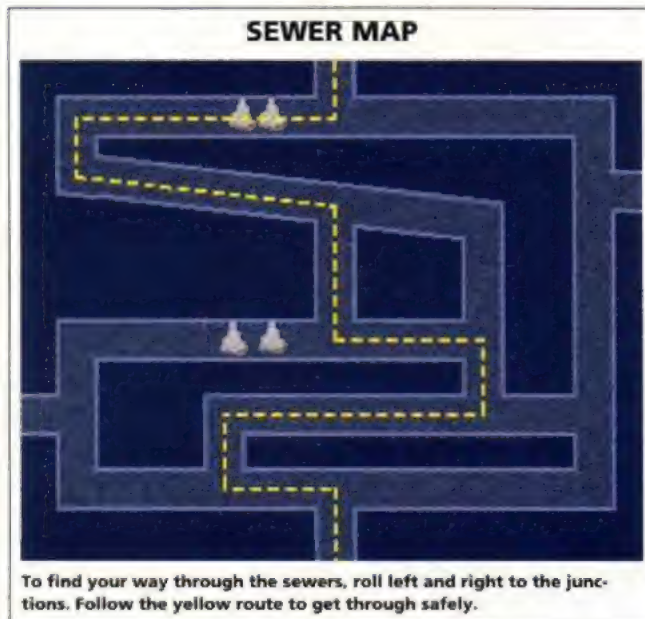 SEWER MAP
To find your way through the sewers, roll left and right to the junc-
tions. Follow the yellow route to get through safely.